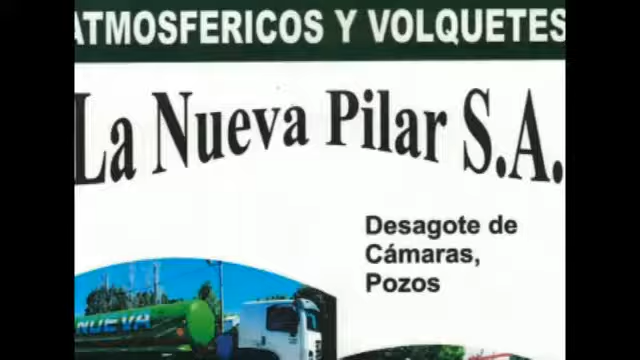 ATMOSFERICOS Y VOLQUETES
La Nueva Pilar S.A.
Desagote de
Cámaras,
Pozos
NUEVA